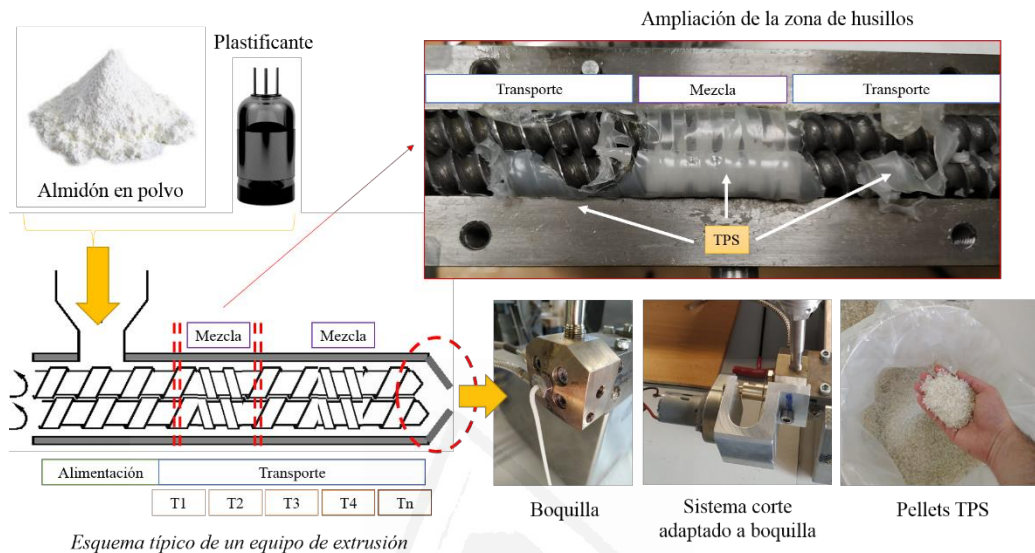 Ampliación de la zona de husillos
Plastificante
Almidón en polvo
Transporte
Mezcla
Transporte
TPS
Mezcla
Mezcla
Alimentación
Transporte
T1
T2
T3
T4
Tn
Esquema típico de un equipo de extrusión
Boquilla
Sistema corte
adaptado a boquilla
Pellets TPS